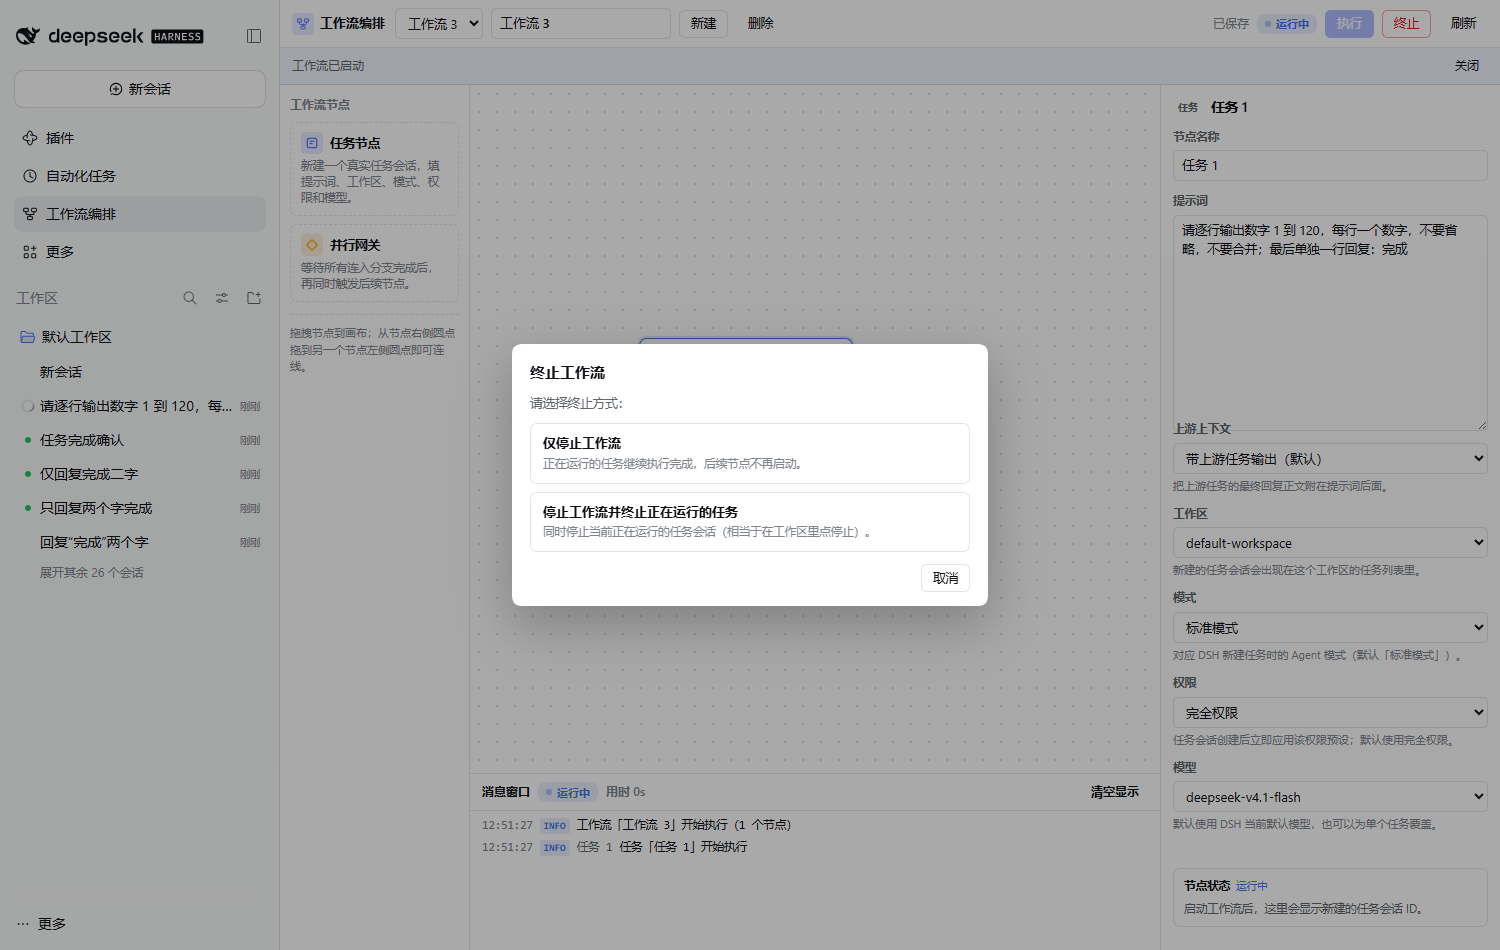 deepseek HARNESS
新会话
插件
自动化任务
工作流编排
更多
工作区
默认工作区
新会话
请逐行输出数字 1 到 120，每... 刚刚
任务完成确认 刚刚
仅回复完成二字 刚刚
只回复两个字完成 刚刚
回复“完成”两个字 刚刚
展开其余 26 个会话
··· 更多
工作流编排 工作流 3 工作流 3 新建 删除 已保存 运行中 执行 终止 刷新
工作流已启动 关闭
工作流节点
任务节点
新建一个真实任务会话，填
提示词、工作区、模式、权
限和模型。
并行网关
等待所有连入分支完成后，
再同时触发后续节点。
拖拽节点到画布；从节点右侧圆点
拖到另一个节点左侧圆点即可连
线。
终止工作流
请选择终止方式：
仅停止工作流
正在运行的任务继续执行完成，后续节点不再启动。
停止工作流并终止正在运行的任务
同时停止当前正在运行的任务会话（相当于在工作区里点停止）。
取消
消息窗口 运行中 用时 0s 清空显示
12:51:27 INFO 工作流「工作流 3」开始执行（1 个节点）
12:51:27 INFO 任务 1 任务「任务 1」开始执行
任务 任务 1
节点名称
任务 1
提示词
请逐行输出数字 1 到 120，每行一个数字，不要省
略，不要合并；最后单独一行回复：完成
上游上下文
带上游任务输出（默认）
把上游任务的最终回复正文附在提示词后面。
工作区
default-workspace
新建的任务会话会出现在这个工作区的任务列表里。
模式
标准模式
对应 DSH 新建任务时的 Agent 模式（默认「标准模式」）。
权限
完全权限
任务会话创建后立即应用该权限预设；默认使用完全权限。
模型
deepseek-v4.1-flash
默认使用 DSH 当前默认模型，也可以为单个任务覆盖。
节点状态 运行中
启动工作流后，这里会显示新建的任务会话 ID。